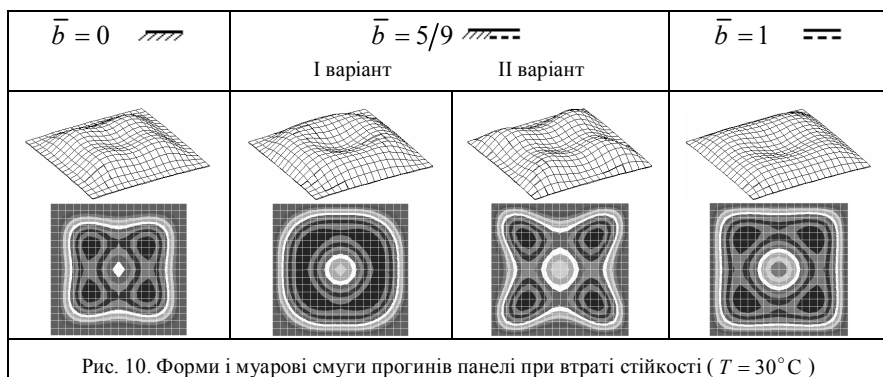 b̅ = 0
b̅ = 5/9
b̅ = 1
I варіант
II варіант
Рис. 10. Форми і муарові смуги прогинів панелі при втраті стійкості ( T = 30°C )